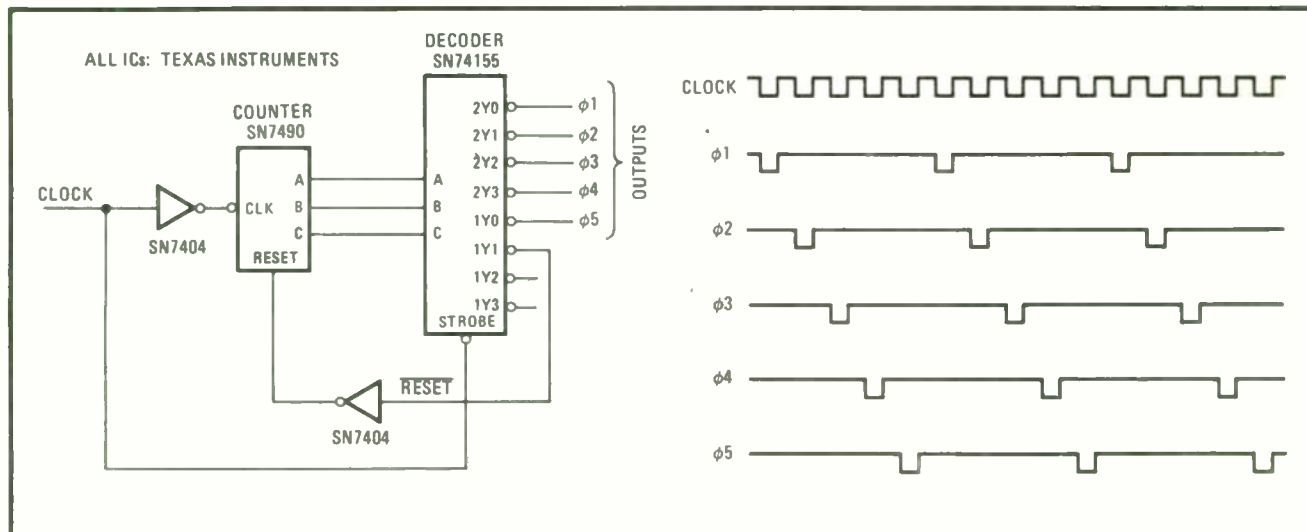 ALL ICs: TEXAS INSTRUMENTS
DECODER
SN74155
COUNTER
SN7490
CLOCK
SN7404
CLK
A
B
C
RESET
A
B
C
2Y0
2Y1
2Y2
2Y3
1Y0
1Y1
1Y2
1Y3
STROBE
ϕ1
ϕ2
ϕ3
ϕ4
ϕ5
OUTPUTS
RESET
SN7404
CLOCK
ϕ1
ϕ2
ϕ3
ϕ4
ϕ5